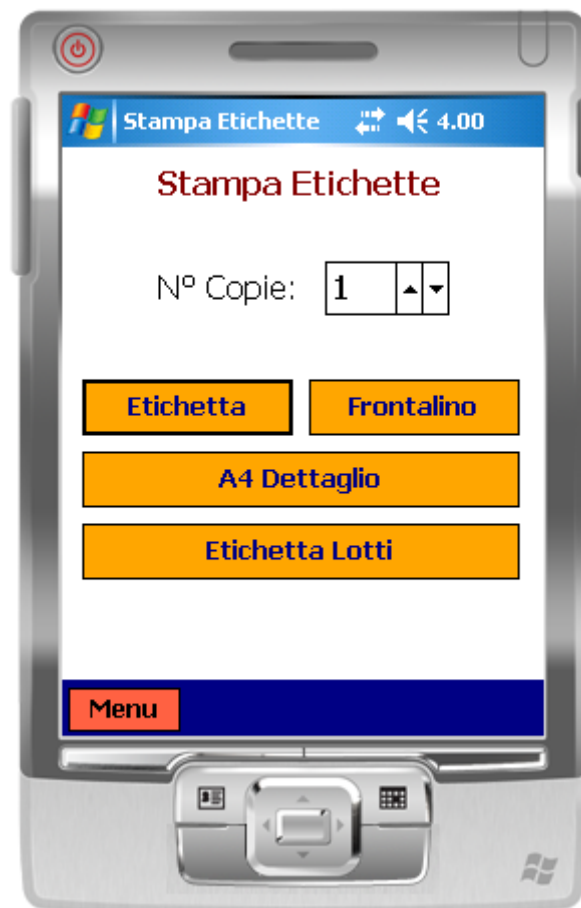 Stampa Etichette 4.00
Stampa Etichette
Nº Copie: 1
Etichetta Frontalino
A4 Dettaglio
Etichetta Lotti
Menu